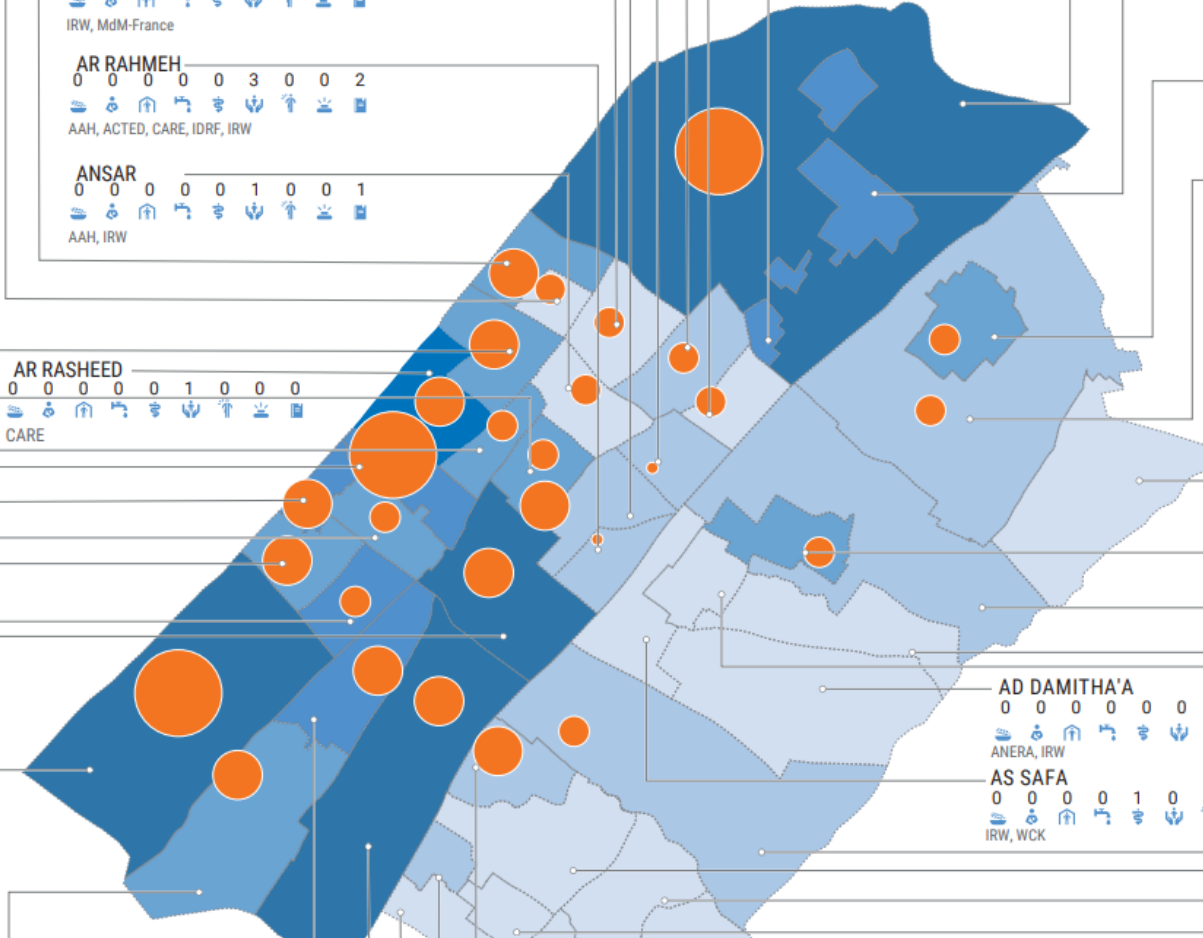 IRW, MdM-France
AR RAHMEH
0 0 0 0 0 3 0 0 2
AAH, ACTED, CARE, IDRF, IRW
ANSAR
0 0 0 0 0 1 0 0 1
AAH, IRW
AR RASHEED
0 0 0 0 0 1 0 0 0
CARE
AD DAMITHA'A
0 0 0 0 0 0
ANERA, IRW
AS SAFA
0 0 0 0 1 0
IRW, WCK